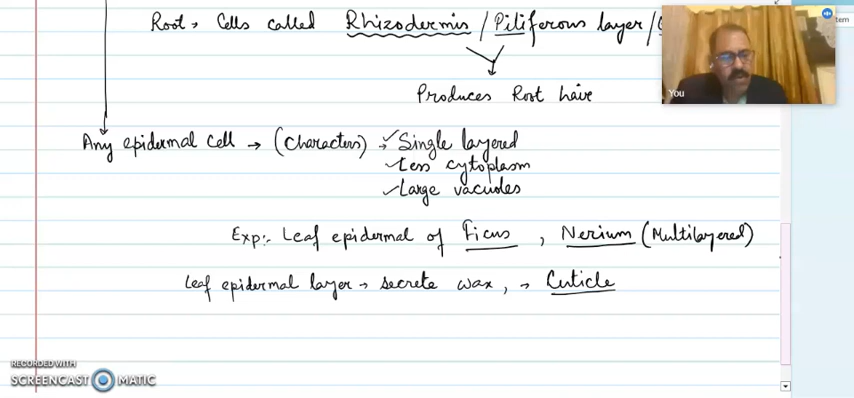 Root → Cells called Rhizodermis / Piliferous layer /
Produces Root have
Any epidermal Cell → (Characters) → ✓Single layered
✓Less cytoplasm
✓Large vacuoles
Exp:- Leaf epidermal of Ficus , Nerium (Multilayered)
Leaf epidermal layer → secrete wax, → Cuticle
You
RECORDED WITH
SCREENCAST MATIC